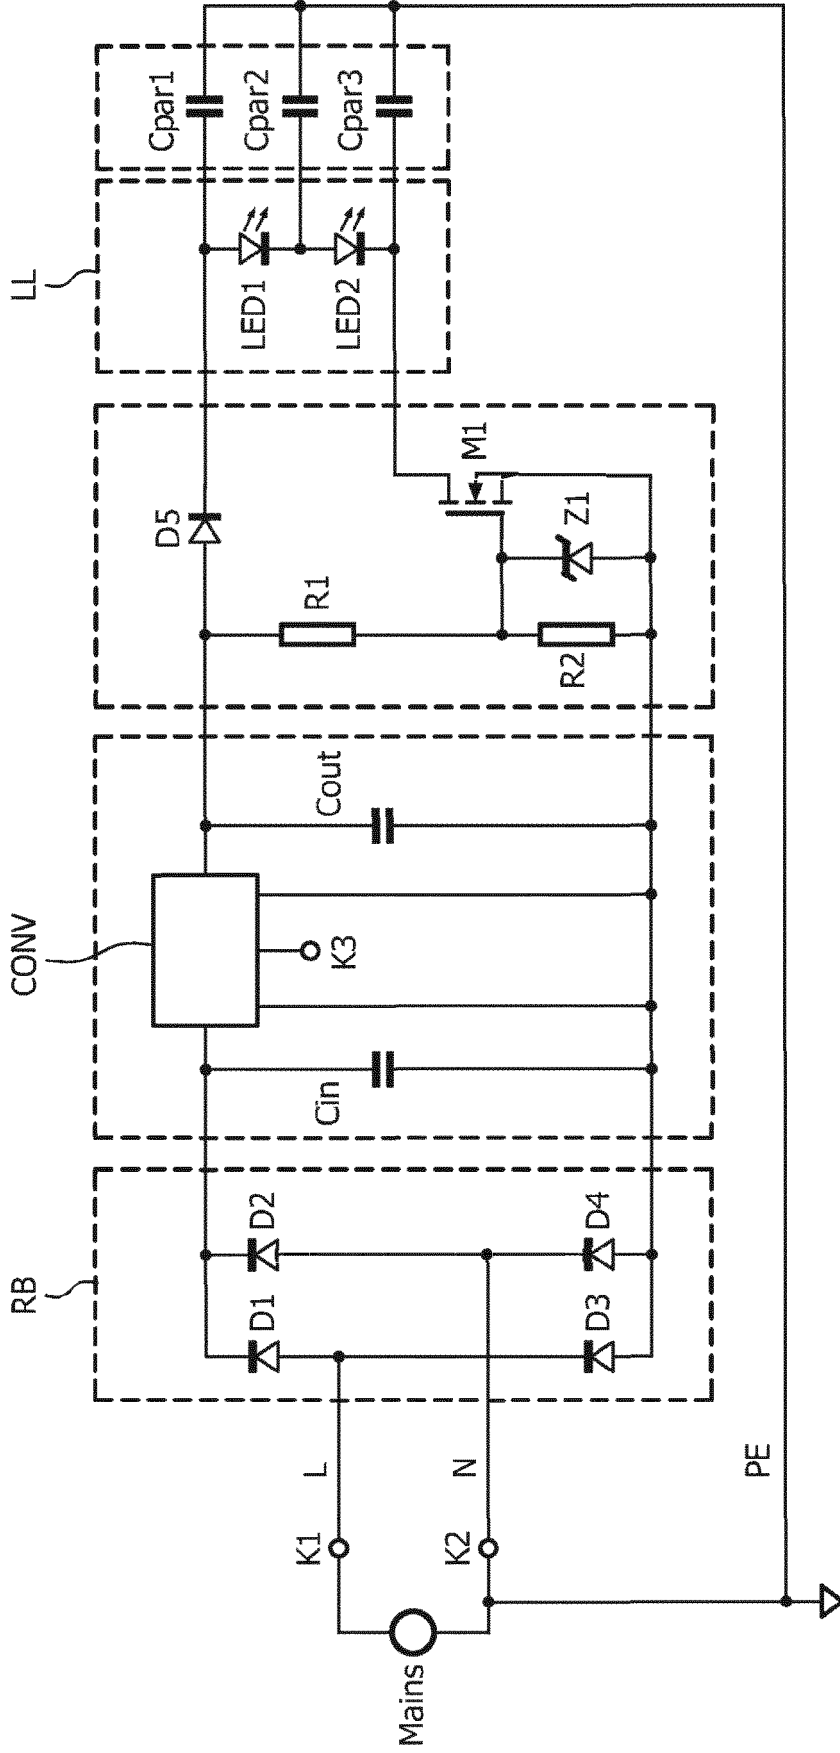 RB
CONV
LL
D1
D2
D3
D4
Cin
K3
Cout
D5
R1
R2
Z1
M1
LED1
LED2
Cpar1
Cpar2
Cpar3
Mains
K1
L
K2
N
PE